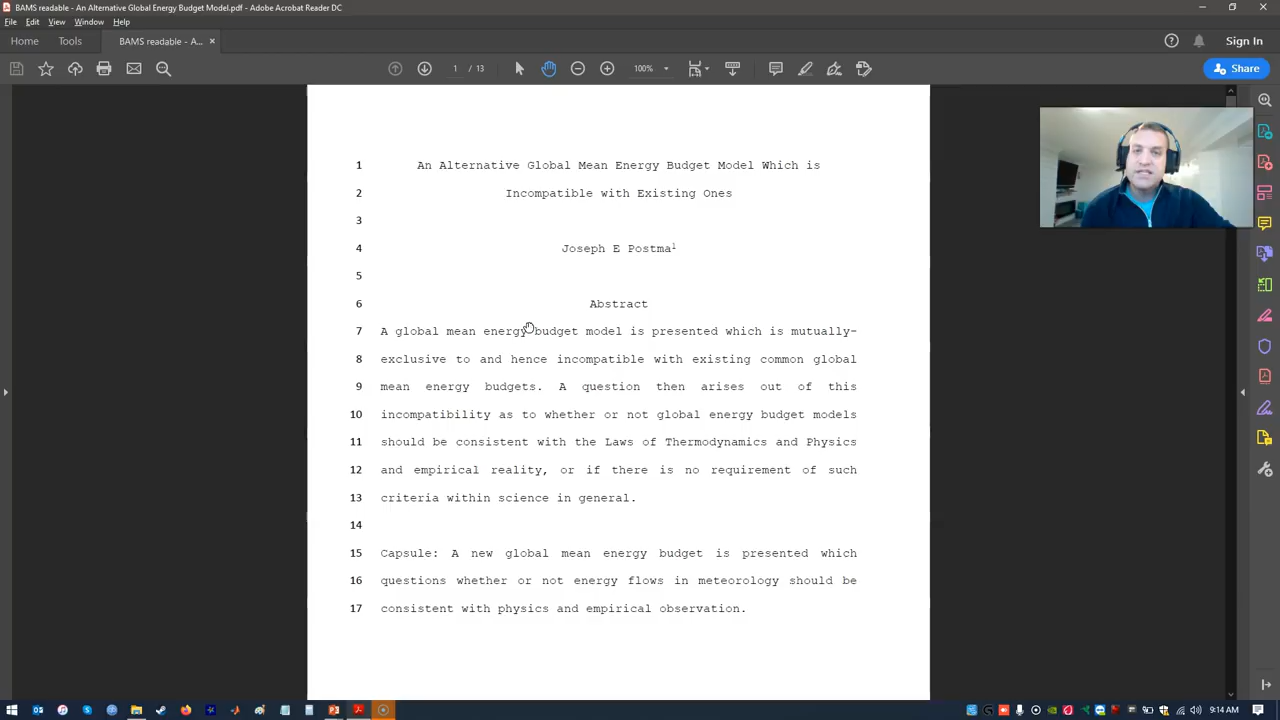 BAMS readable - An Alternative Global Energy Budget Model.pdf - Adobe Acrobat Reader DC
File Edit View Window Help
Home Tools BAMS readable - A... × Sign In
1 / 13 100% Share
1 An Alternative Global Mean Energy Budget Model Which is
2 Incompatible with Existing Ones
3
4 Joseph E Postma1
5
6 Abstract
7 A global mean energy budget model is presented which is mutually-
8 exclusive to and hence incompatible with existing common global
9 mean energy budgets. A question then arises out of this
10 incompatibility as to whether or not global energy budget models
11 should be consistent with the Laws of Thermodynamics and Physics
12 and empirical reality, or if there is no requirement of such
13 criteria within science in general.
14
15 Capsule: A new global mean energy budget is presented which
16 questions whether or not energy flows in meteorology should be
17 consistent with physics and empirical observation.
9:14 AM